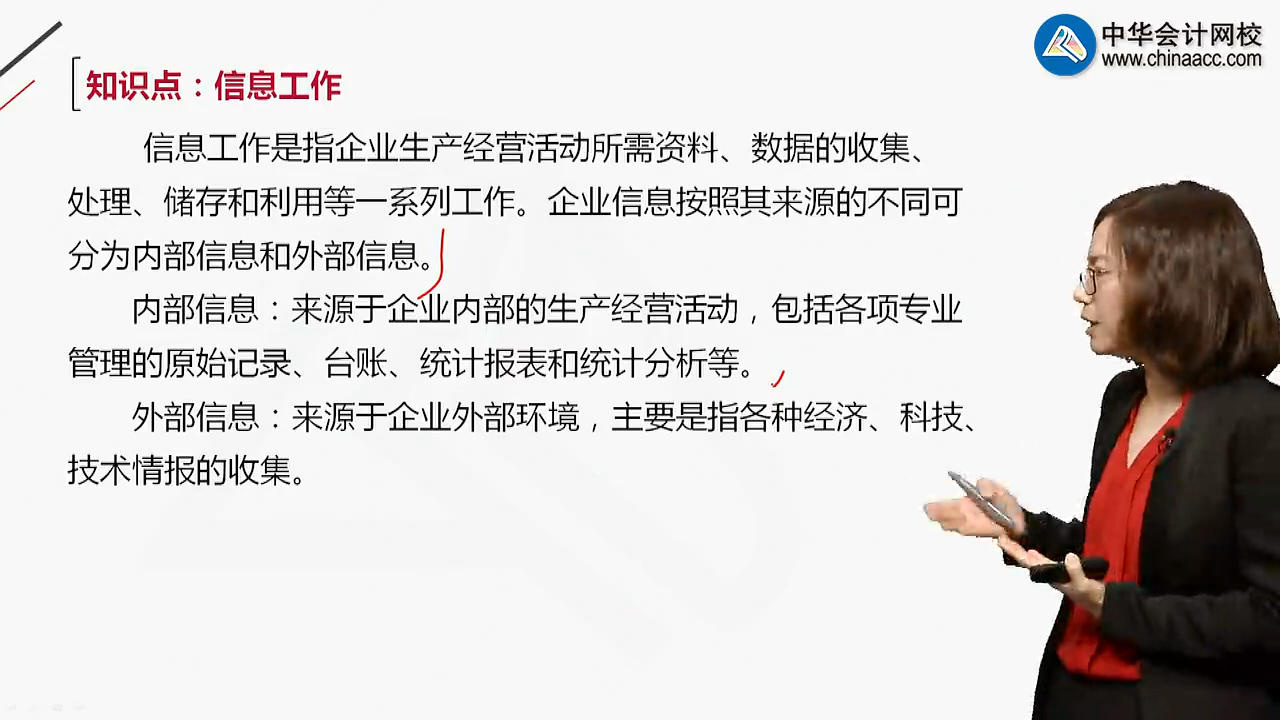 中华会计网校
www.chinaacc.com
知识点：信息工作
信息工作是指企业生产经营活动所需资料、数据的收集、
处理、储存和利用等一系列工作。企业信息按照其来源的不同可
分为内部信息和外部信息。
内部信息：来源于企业内部的生产经营活动，包括各项专业
管理的原始记录、台账、统计报表和统计分析等。
外部信息：来源于企业外部环境，主要是指各种经济、科技、
技术情报的收集。